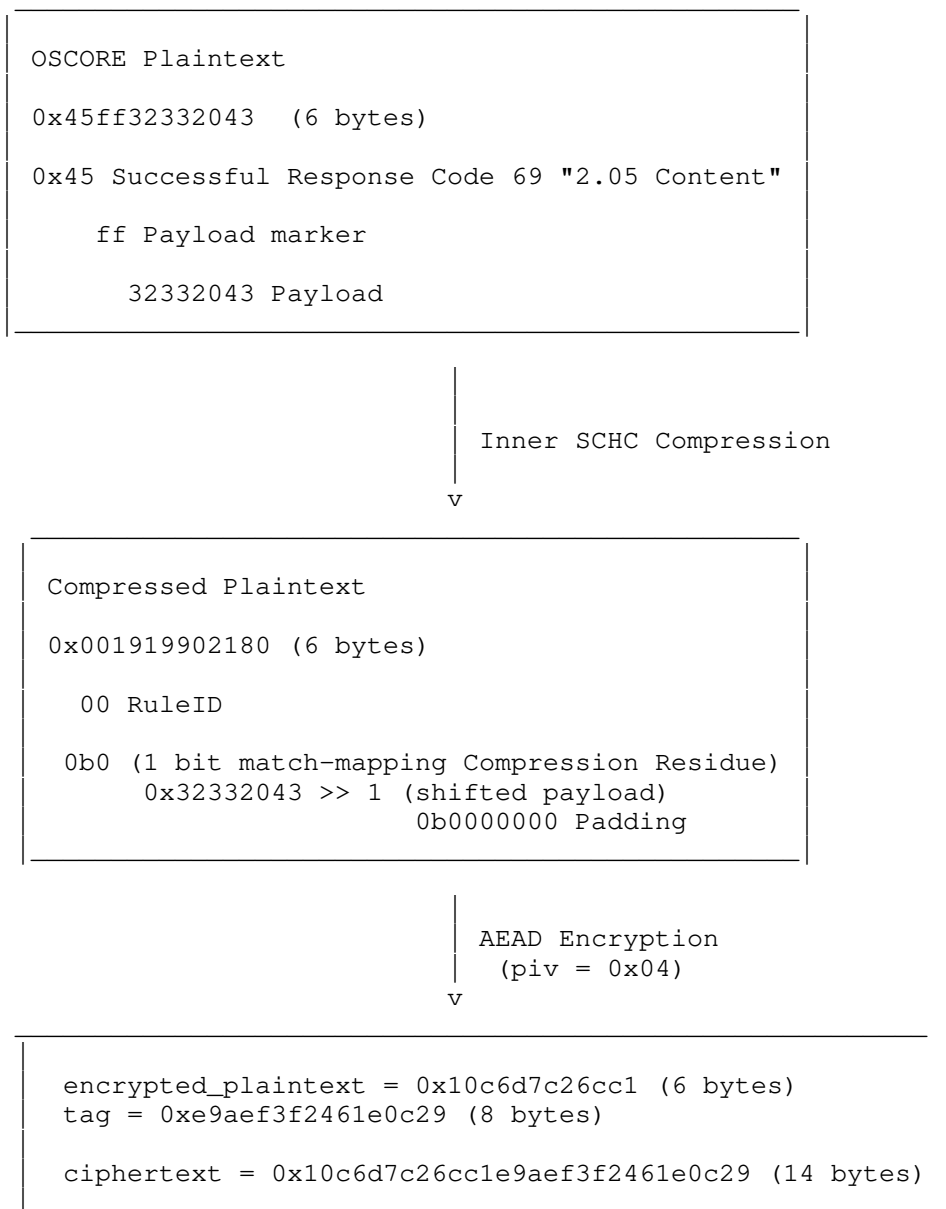 OSCORE Plaintext
0x45ff32332043  (6 bytes)
0x45 Successful Response Code 69 "2.05 Content"
ff Payload marker
32332043 Payload
Inner SCHC Compression
v
Compressed Plaintext
0x001919902180 (6 bytes)
00 RuleID
0b0 (1 bit match-mapping Compression Residue)
0x32332043 >> 1 (shifted payload)
0b0000000 Padding
AEAD Encryption
(piv = 0x04)
v
encrypted_plaintext = 0x10c6d7c26cc1 (6 bytes)
tag = 0xe9aef3f2461e0c29 (8 bytes)
ciphertext = 0x10c6d7c26cc1e9aef3f2461e0c29 (14 bytes)